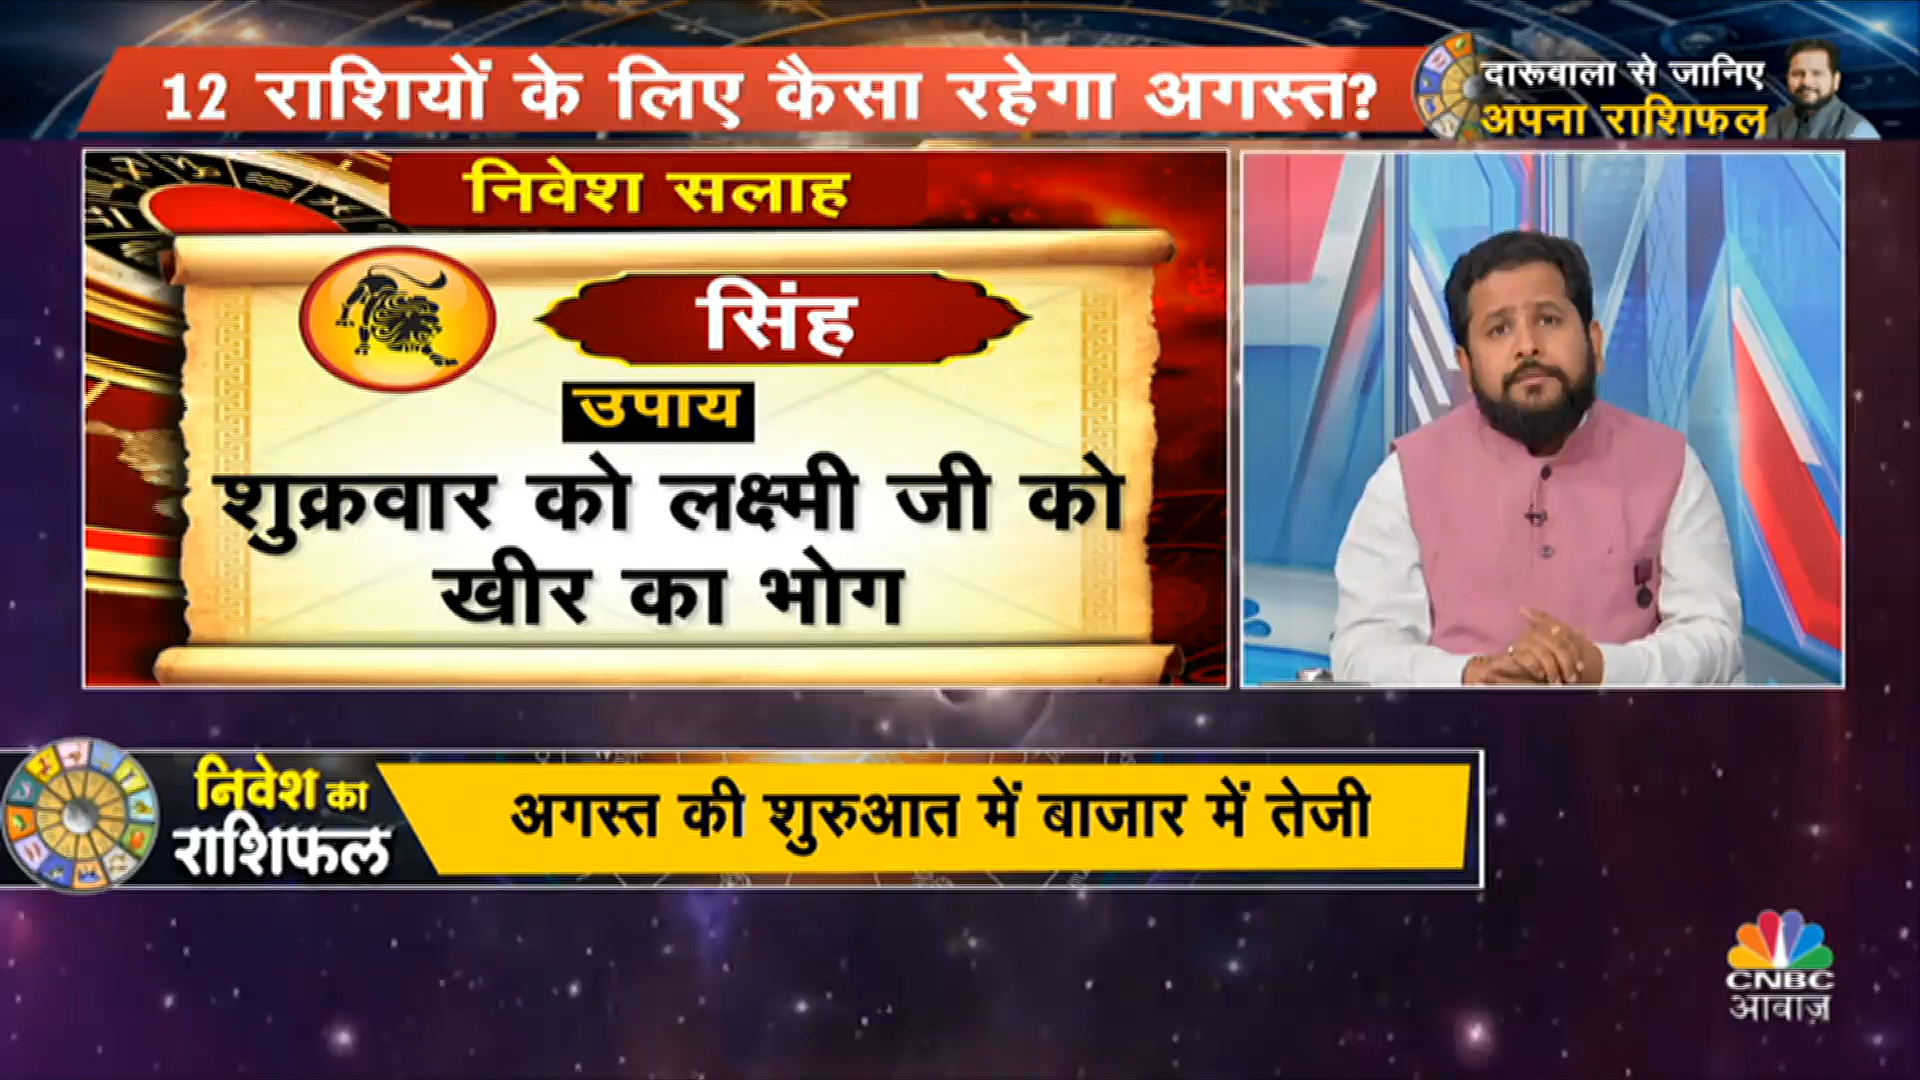 12 राशियों के लिए कैसा रहेगा अगस्त?
दारूवाला से जानिए
अपना राशिफल
निवेश सलाह
सिंह
उपाय
शुक्रवार को लक्ष्मी जी को
खीर का भोग
निवेश का
राशिफल
अगस्त की शुरुआत में बाजार में तेजी
CNBC
आवाज़